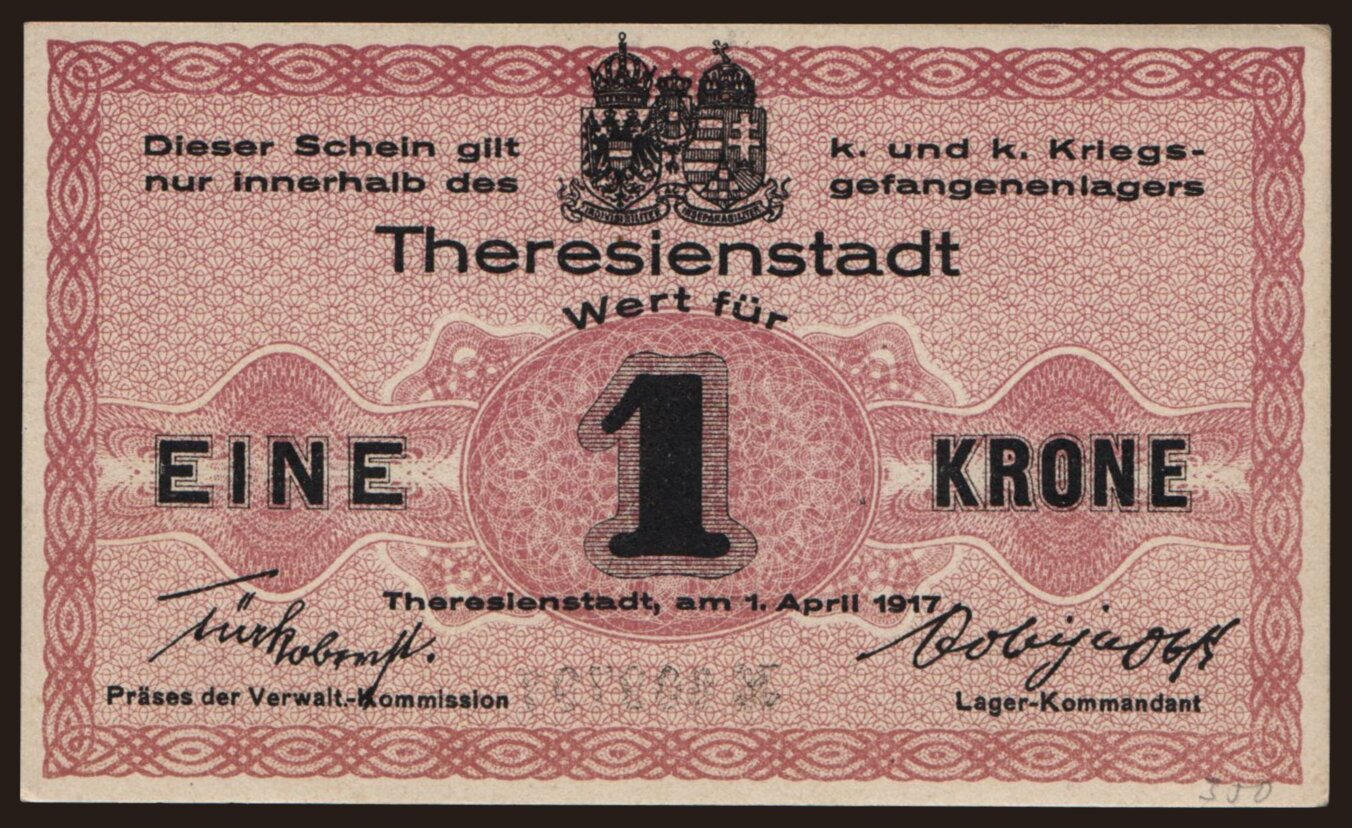 Dieser Schein gilt
nur innerhalb des
k. und k. Kriegs-
gefangenenlagers
Theresienstadt
Wert für
1
EINE
KRONE
Theresienstadt, am 1. April 1917
Präses der Verwalt.-Kommission
Lager-Kommandant
350